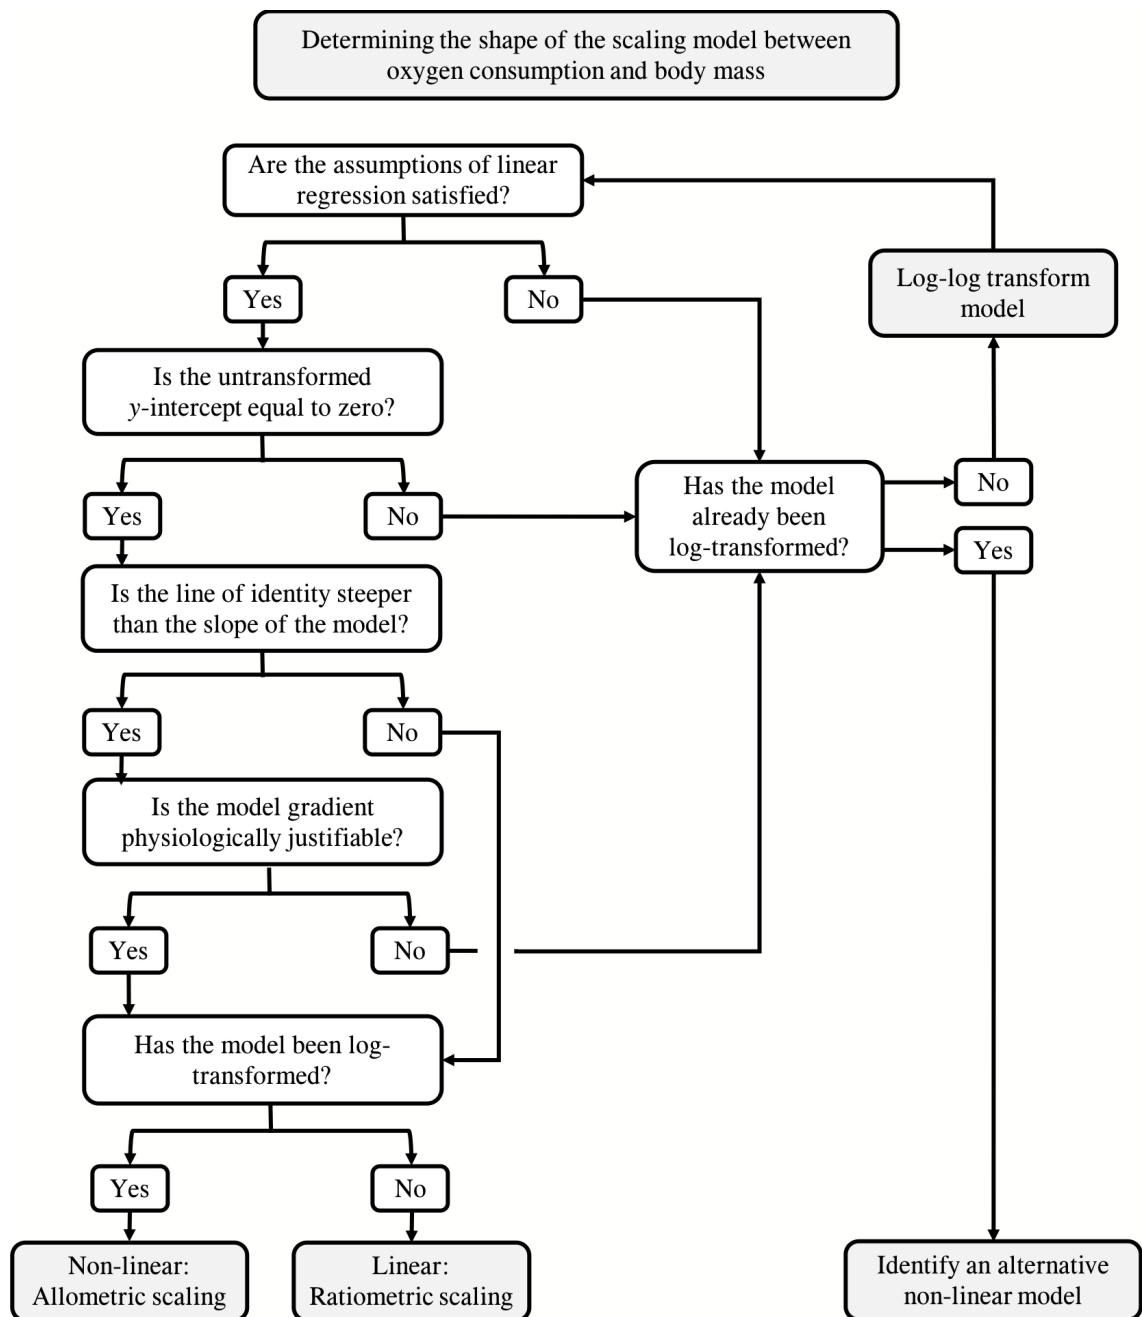 Determining the shape of the scaling model between
oxygen consumption and body mass
Are the assumptions of linear
regression satisfied?
Yes
No
Log-log transform
model
Is the untransformed
y-intercept equal to zero?
Yes
No
Has the model
already been
log-transformed?
No
Yes
Is the line of identity steeper
than the slope of the model?
Yes
No
Is the model gradient
physiologically justifiable?
Yes
No
Has the model been log-
transformed?
Yes
No
Non-linear:
Allometric scaling
Linear:
Ratiometric scaling
Identify an alternative
non-linear model